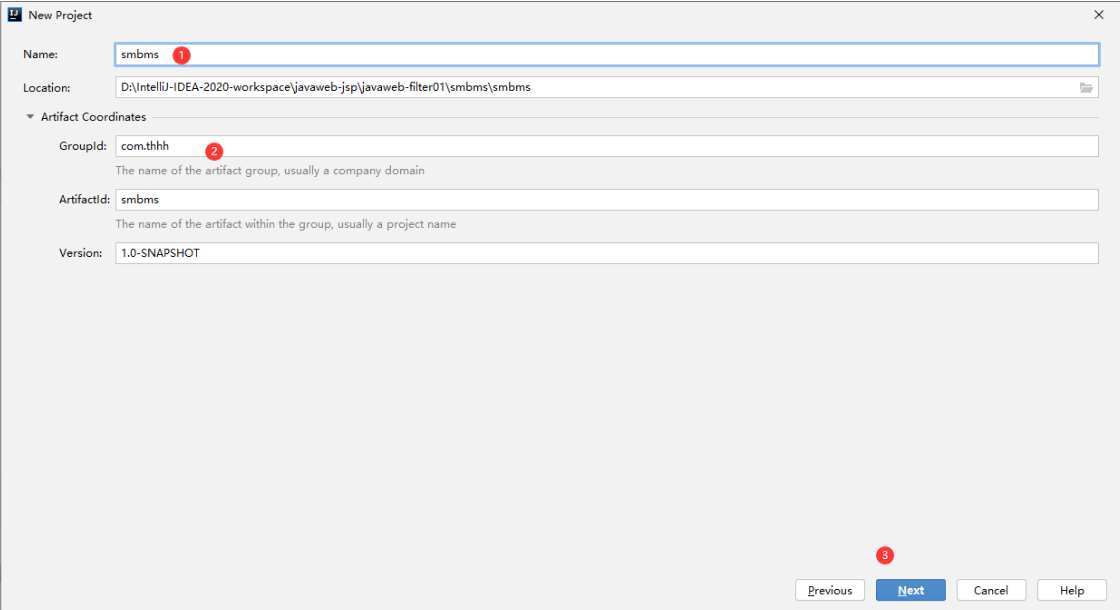 New Project
Name: smbms 1
Location: D:\IntelliJ-IDEA-2020-workspace\javaweb-jsp\javaweb-filter01\smbms\smbms
Artifact Coordinates
GroupId: com.thhh 2
The name of the artifact group, usually a company domain
ArtifactId: smbms
The name of the artifact within the group, usually a project name
Version: 1.0-SNAPSHOT
3
Previous Next Cancel Help